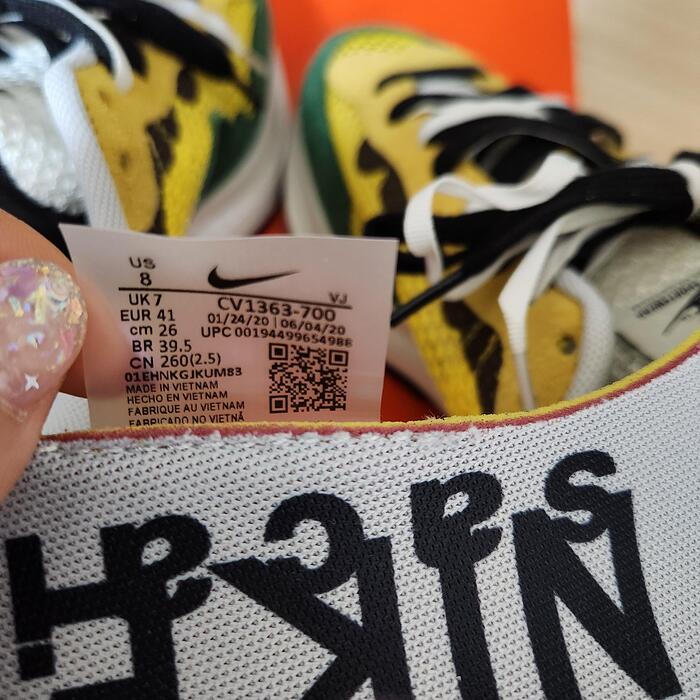 US
8
UK 7
EUR 41
cm 26
BR 39.5
CN 260(2.5)
01EHNKGJKUM83
MADE IN VIETNAM
HECHO EN VIETNAM
FABRIQUE AU VIETNAM
FABRICADO NO VIETNÃ
VJ
CV1363-700
01/24/20 | 06/04/20
UPC 00194499654988
sacai
NIKE